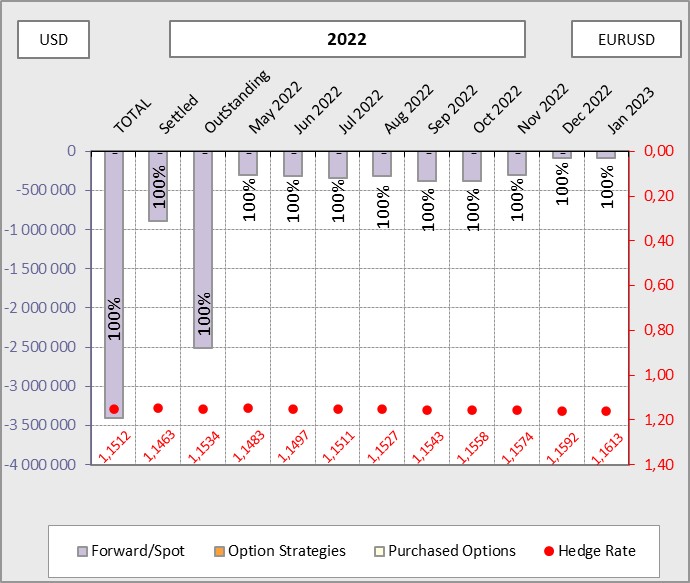 USD
2022
EURUSD
TOTAL
Settled
OutStanding
May 2022
Jun 2022
Jul 2022
Aug 2022
Sep 2022
Oct 2022
Nov 2022
Dec 2022
Jan 2023
0
-500 000
-1 000 000
-1 500 000
-2 000 000
-2 500 000
-3 000 000
-3 500 000
-4 000 000
100%
100%
100%
100%
100%
100%
100%
100%
100%
100%
100%
100%
1,1512
1,1463
1,1534
1,1483
1,1497
1,1511
1,1527
1,1543
1,1558
1,1574
1,1592
1,1613
0,00
0,20
0,40
0,60
0,80
1,00
1,20
1,40
Forward/Spot
Option Strategies
Purchased Options
Hedge Rate